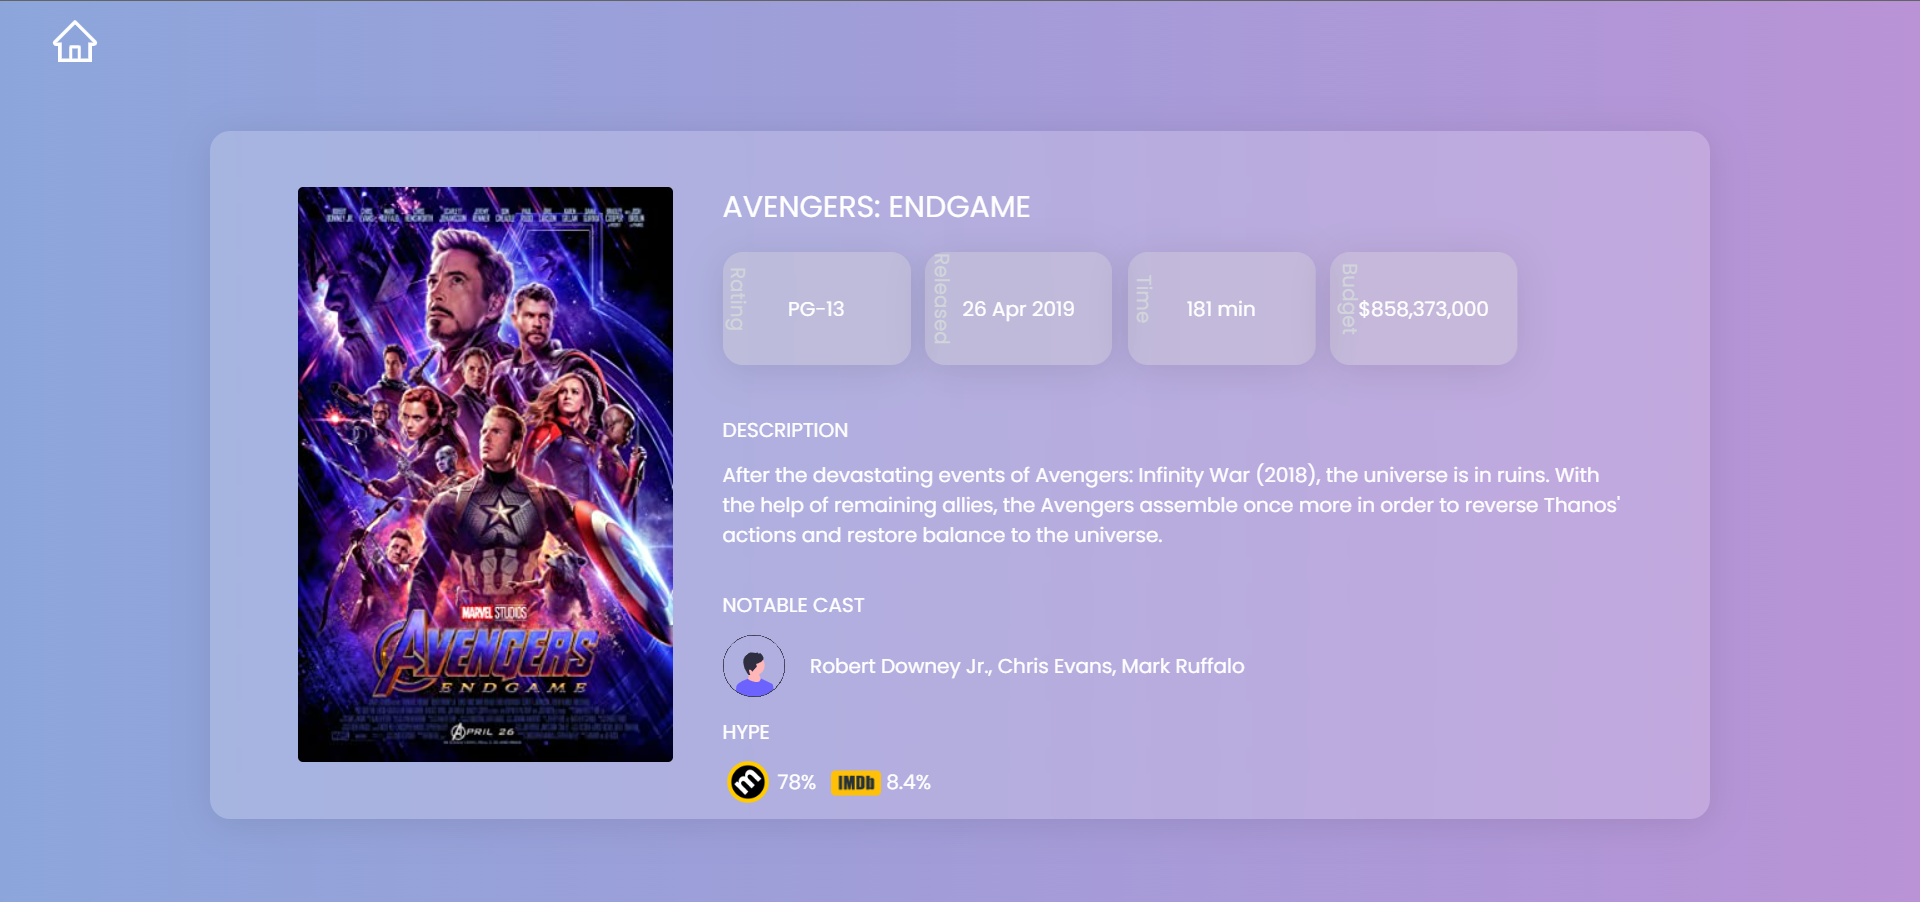 AVENGERS: ENDGAME
Rating
PG-13
Released
26 Apr 2019
Time
181 min
Budget
$858,373,000
DESCRIPTION
After the devastating events of Avengers: Infinity War (2018), the universe is in ruins. With
the help of remaining allies, the Avengers assemble once more in order to reverse Thanos'
actions and restore balance to the universe.
NOTABLE CAST
Robert Downey Jr., Chris Evans, Mark Ruffalo
HYPE
m 78% IMDb 8.4%
MARVEL STUDIOS
AVENGERS
ENDGAME
APRIL 26